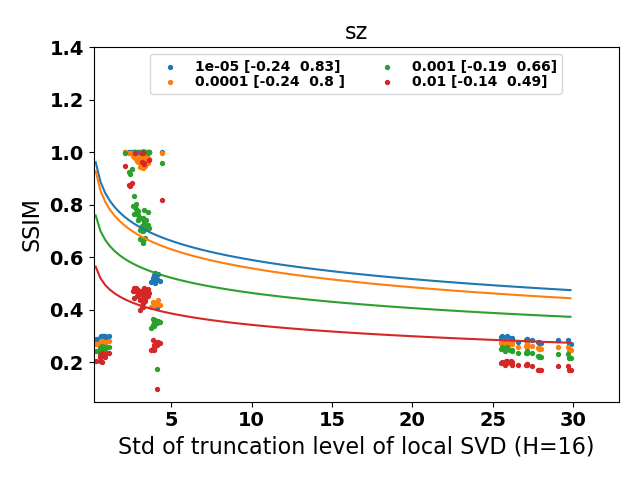 sz
1e-05 [-0.24  0.83]
0.0001 [-0.24  0.8 ]
0.001 [-0.19  0.66]
0.01 [-0.14  0.49]
SSIM
1.4
1.2
1.0
0.8
0.6
0.4
0.2
5 10 15 20 25 30
Std of truncation level of local SVD (H=16)